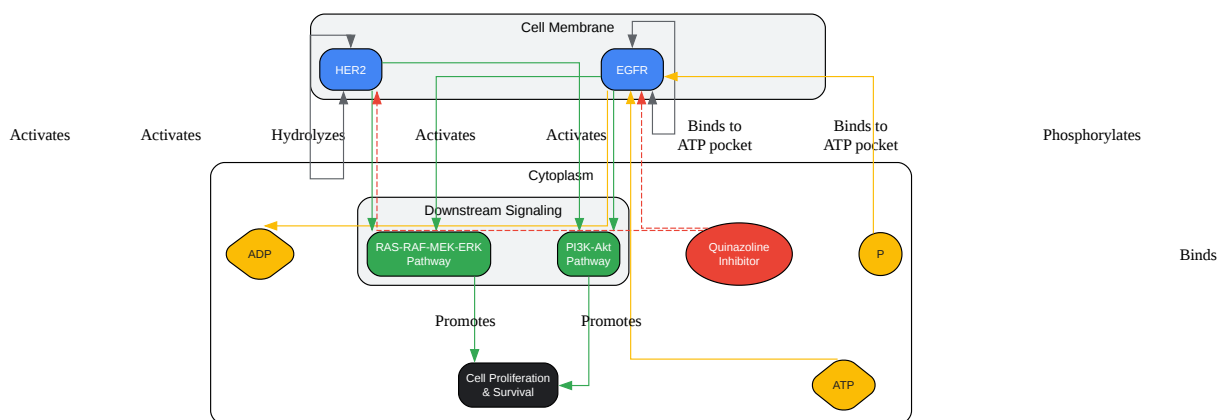 Cell Membrane
HER2
EGFR
Activates
Activates
Hydrolyzes
Activates
Activates
Binds to
ATP pocket
Binds to
ATP pocket
Phosphorylates
Cytoplasm
Downstream Signaling
ADP
RAS-RAF-MEK-ERK
Pathway
PI3K-Akt
Pathway
Quinazoline
Inhibitor
P
Binds
Promotes
Promotes
Cell Proliferation
& Survival
ATP